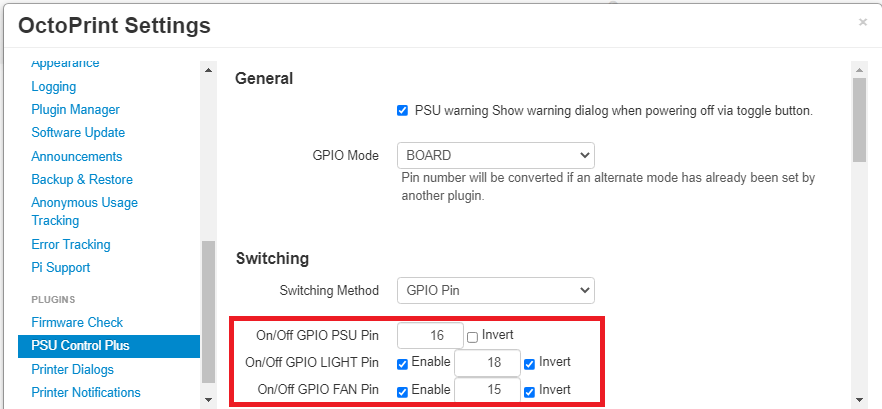 OctoPrint Settings
×
Appearance
Logging
Plugin Manager
Software Update
Announcements
Backup & Restore
Anonymous Usage
Tracking
Error Tracking
Pi Support
PLUGINS
Firmware Check
PSU Control Plus
Printer Dialogs
Printer Notifications
General
PSU warning Show warning dialog when powering off via toggle button.
GPIO Mode BOARD
Pin number will be converted if an alternate mode has already been set by
another plugin.
Switching
Switching Method GPIO Pin
On/Off GPIO PSU Pin 16 Invert
On/Off GPIO LIGHT Pin Enable 18 Invert
On/Off GPIO FAN Pin Enable 15 Invert